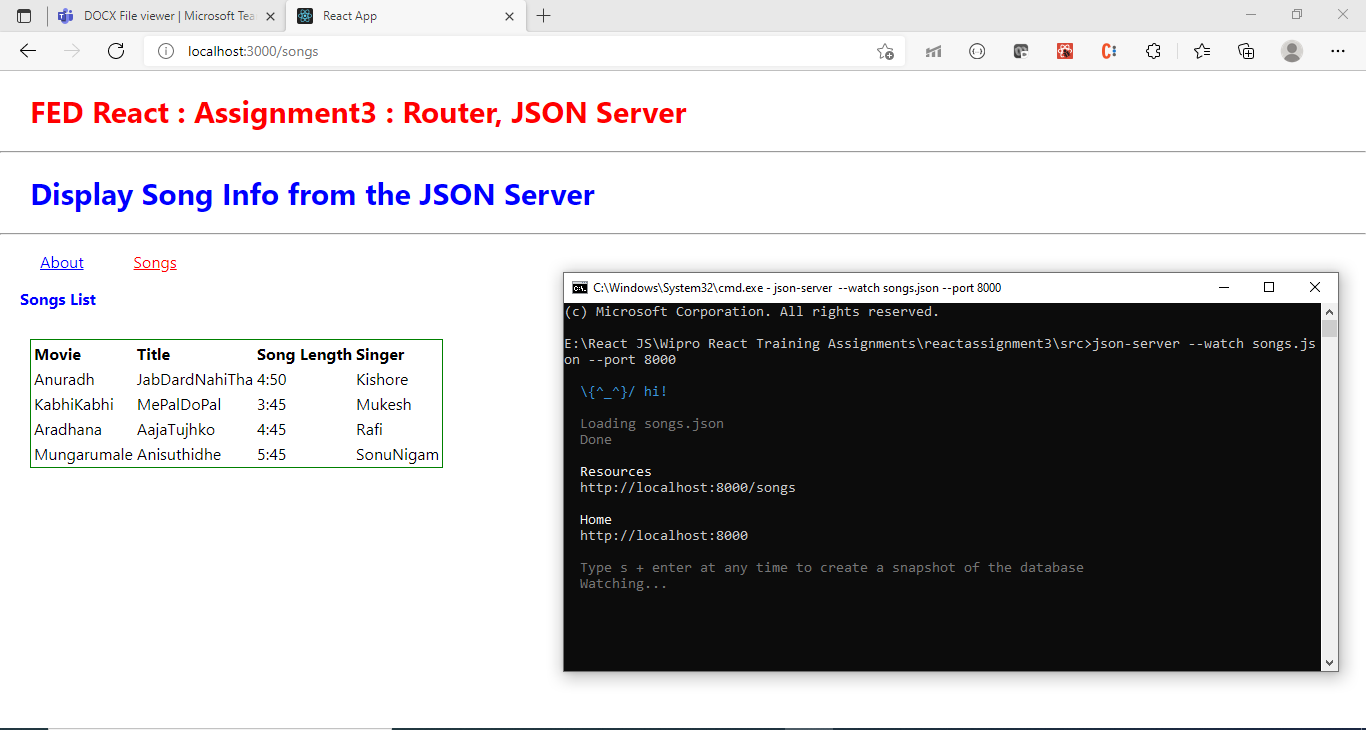 DOCX File viewer | Microsoft Tea
React App
localhost:3000/songs
FED React : Assignment3 : Router, JSON Server
Display Song Info from the JSON Server
About Songs
Songs List
Movie Title Song Length Singer
Anuradh JabDardNahiTha 4:50 Kishore
KabhiKabhi MePalDoPal 3:45 Mukesh
Aradhana AajaTujhko 4:45 Rafi
Mungarumale Anisuthidhe 5:45 SonuNigam
C:\Windows\System32\cmd.exe - json-server --watch songs.json --port 8000
(c) Microsoft Corporation. All rights reserved.
E:\React JS\Wipro React Training Assignments\reactassignment3\src>json-server --watch songs.js
on --port 8000
\{^_^}/ hi!
Loading songs.json
Done
Resources
http://localhost:8000/songs
Home
http://localhost:8000
Type s + enter at any time to create a snapshot of the database
Watching...